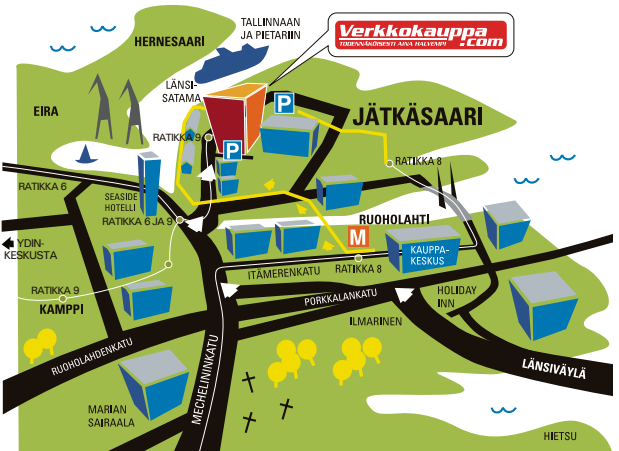 TALLINNAAN
JA PIETARIIN
Verkkokauppa
.com
TODENNÄKÖISESTI AINA HALVEMPI
HERNESAARI
LÄNSI-
SATAMA
EIRA
P
JÄTKÄSAARI
RATIKKA 9
P
RATIKKA 8
RATIKKA 6
SEASIDE
HOTELLI
RATIKKA 6 JA 9
RUOHOLAHTI
M
YDIN-
KESKUSTA
KAUPPA-
KESKUS
ITÄMERENKATU
RATIKKA 8
RATIKKA 9
KAMPPI
PORKKALANKATU
HOLIDAY
INN
ILMARINEN
RUOHOLAHDENKATU
MECHELININKATU
LÄNSIVÄYLÄ
MARIAN
SAIRAALA
HIETSU